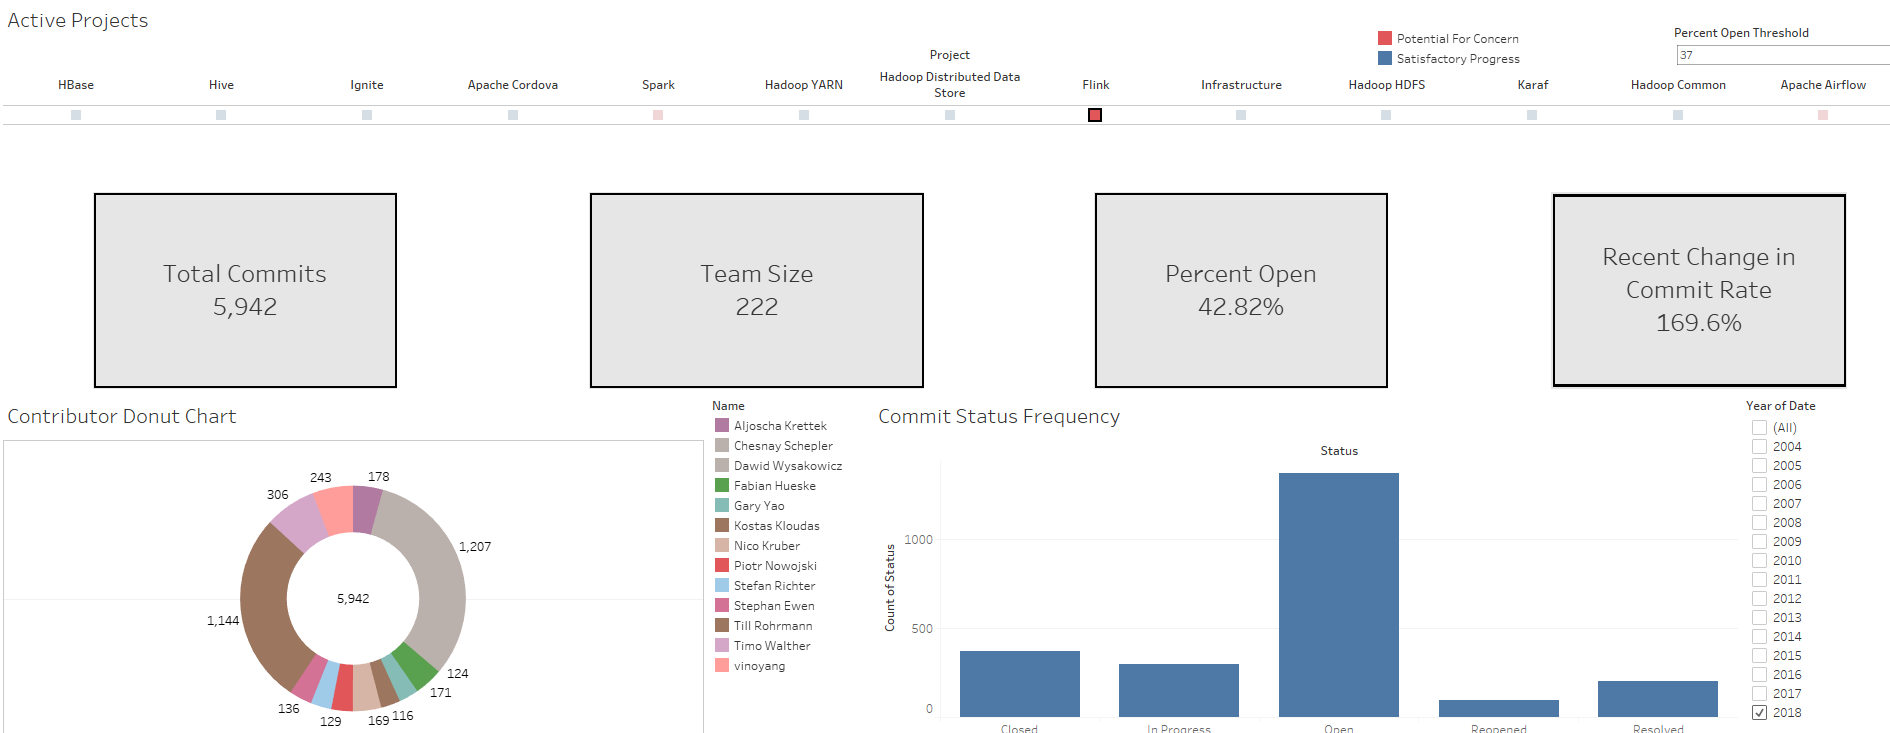 Active Projects
Potential For Concern
Satisfactory Progress
Percent Open Threshold
37
Project
HBase
Hive
Ignite
Apache Cordova
Spark
Hadoop YARN
Hadoop Distributed Data
Store
Flink
Infrastructure
Hadoop HDFS
Karaf
Hadoop Common
Apache Airflow
Total Commits
5,942
Team Size
222
Percent Open
42.82%
Recent Change in
Commit Rate
169.6%
Contributor Donut Chart
243
178
306
1,207
5,942
1,144
124
171
136
129
169
116
Name
Aljoscha Krettek
Chesnay Schepler
Dawid Wysakowicz
Fabian Hueske
Gary Yao
Kostas Kloudas
Nico Kruber
Piotr Nowojski
Stefan Richter
Stephan Ewen
Till Rohrmann
Timo Walther
vinoyang
Commit Status Frequency
Status
Count of Status
1000
500
0
Closed
In Progress
Open
Reopened
Resolved
Year of Date
(All)
2004
2005
2006
2007
2008
2009
2010
2011
2012
2013
2014
2015
2016
2017
2018